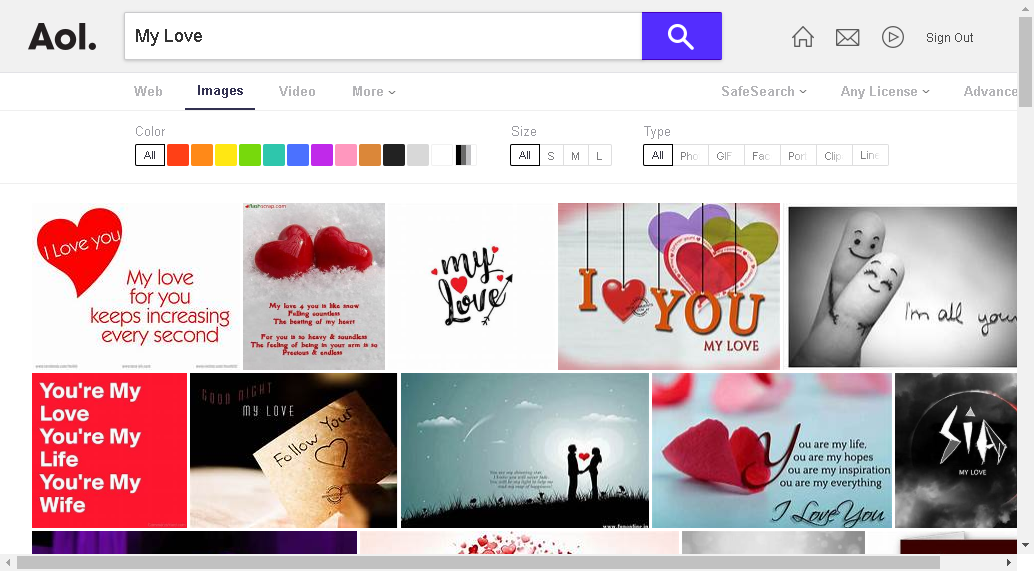 Aol.
My Love
Sign Out
Web
Images
Video
More
SafeSearch
Any License
Advance
Color
All
Size
All
S
M
L
Type
All
Pho
GIF
Fac
Por
Clip
Line
I Love you
My love
for you
keeps increasing
every second
My love 4 you is like snow
Falling countless
The beating of my heart
For you is so heavy & soundless
The feeling of being in your arm is so
Precious & endless
my
Love
I YOU
MY LOVE
I'm all your
You're My
Love
You're My
Life
You're My
Wife
GOOD NIGHT
MY LOVE
Follow Your
You are my life,
you are my hopes
you are my inspiration
you are my everything
I Love You
SIA
MY LOVE